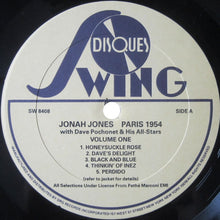 DISQUES
SWING
SW 8408
SIDE A
JONAH JONES PARIS 1954
with Dave Pochonet & His All-Stars
VOLUME ONE
1. HONEYSUCKLE ROSE
2. DAVE'S DELIGHT
3. BLACK AND BLUE
4. THINKIN' OF INEZ
5. PERDIDO
(refer to jacket for details)
All Selections Under License From Pathé Marconi EMI